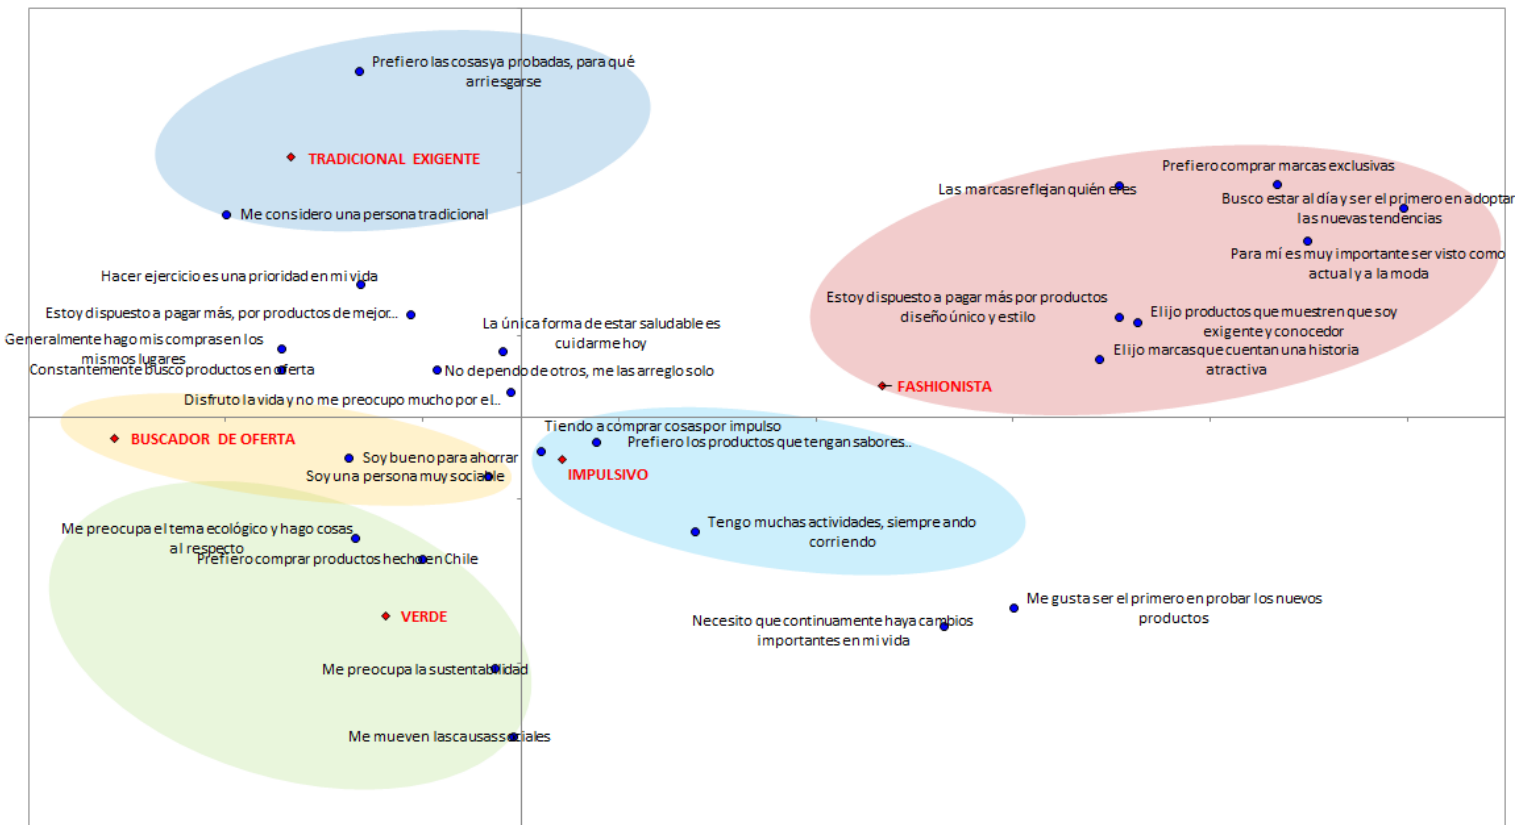 Prefiero las cosas ya probadas, para qué
arriesgarse
TRADICIONAL EXIGENTE
Me considero una persona tradicional
Prefiero comprar marcas exclusivas
Las marcas reflejan quién eres
Busco estar al día y ser el primero en adoptar
las nuevas tendencias
Para mí es muy importante ser visto como
actual y a la moda
Hacer ejercicio es una prioridad en mi vida
Estoy dispuesto a pagar más, por productos de mejor...
Generalmente hago mis compras en los
mismos lugares
Constantemente busco productos en oferta
La única forma de estar saludable es
cuidarme hoy
No dependo de otros, me las arreglo solo
Disfruto la vida y no me preocupo mucho por el...
Estoy dispuesto a pagar más por productos
diseño único y estilo
Elijo productos que muestren que soy
exigente y conocedor
Elijo marcas que cuentan una historia
atractiva
FASHIONISTA
BUSCADOR DE OFERTA
Soy bueno para ahorrar
Soy una persona muy sociable
Tiendo a comprar cosas por impulso
Prefiero los productos que tengan sabores...
IMPULSIVO
Tengo muchas actividades, siempre ando
corriendo
Me preocupa el tema ecológico y hago cosas
al respecto
Prefiero comprar productos hecho en Chile
VERDE
Me gusta ser el primero en probar los nuevos
productos
Necesito que continuamente haya cambios
importantes en mi vida
Me preocupa la sustentabilidad
Me mueven las causas sociales